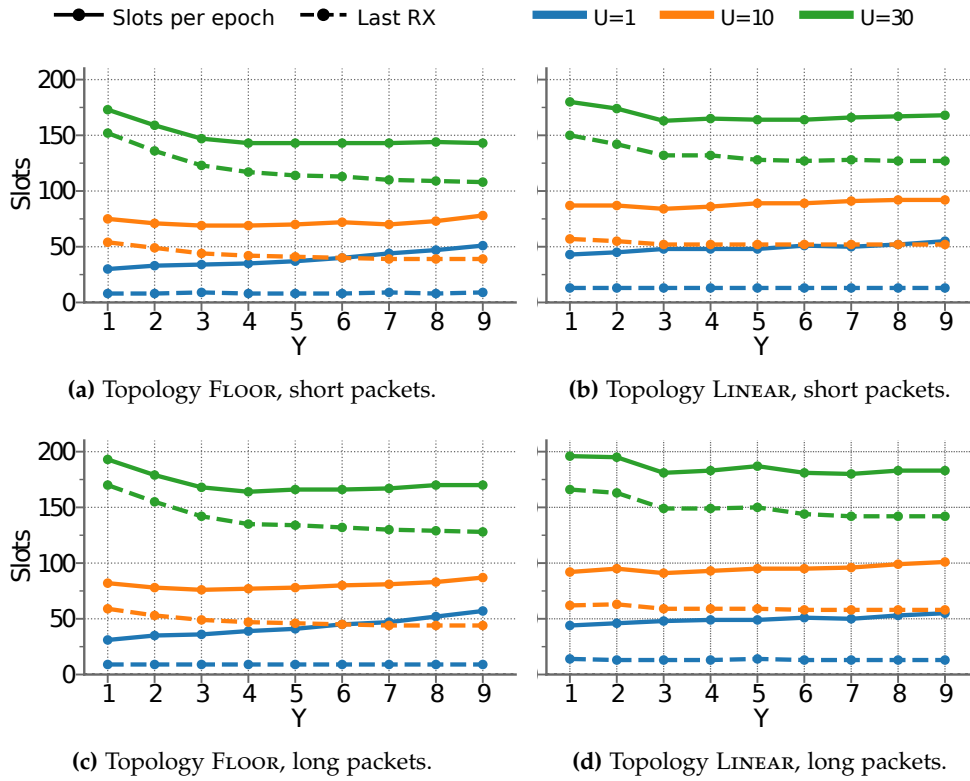 Slots per epoch Last RX U=1 U=10 U=30
200
150
100
50
0
Slots
1 2 3 4 5 6 7 8 9
Y
1 2 3 4 5 6 7 8 9
Y
(a) Topology FLOOR, short packets.
(b) Topology LINEAR, short packets.
200
150
100
50
0
Slots
1 2 3 4 5 6 7 8 9
Y
1 2 3 4 5 6 7 8 9
Y
(c) Topology FLOOR, long packets.
(d) Topology LINEAR, long packets.